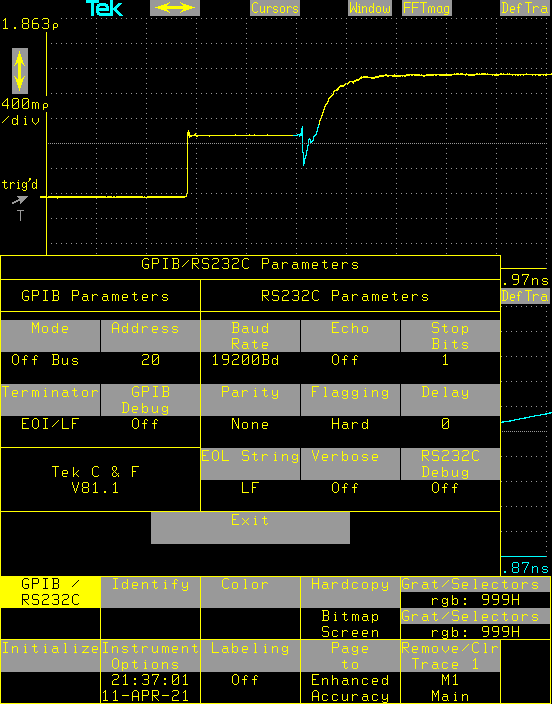 Tek Cursors Window FFTmag DefTra
1.863ρ
400mρ
/div
trig'd
T
GPIB/RS232C Parameters
.97ns
GPIB Parameters RS232C Parameters
DefTra
Mode Address Baud Rate Echo Stop Bits
Off Bus 20 19200Bd Off 1
Terminator GPIB Debug Parity Flagging Delay
EOI/LF Off None Hard 0
EOL String Verbose RS232C Debug
Tek C & F
V81.1
LF Off Off
Exit
.87ns
GPIB / RS232C Identify Color Hardcopy Grat/Selectors
rgb: 999H
Bitmap Screen Grat/Selectors
rgb: 999H
Initialize Instrument Options Labeling Page to Remove/Clr Trace 1
21:37:01 Off Enhanced M1
11-APR-21 Accuracy Main